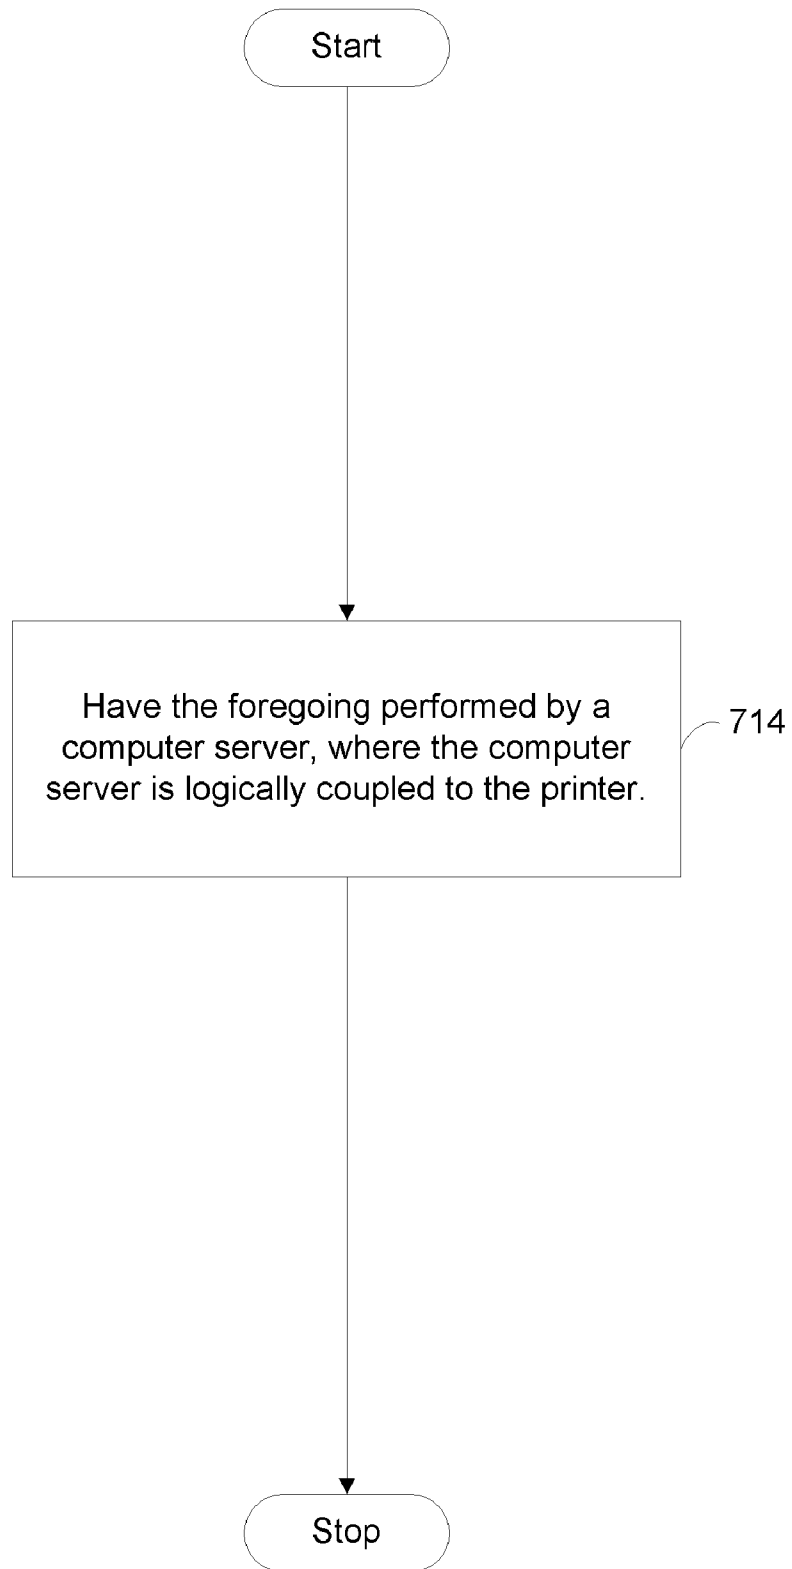 Start
Have the foregoing performed by a
computer server, where the computer
server is logically coupled to the printer.
714
Stop